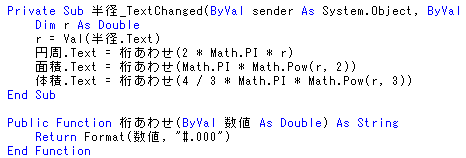 Private Sub 半径_TextChanged(ByVal sender As System.Object, ByVal
    Dim r As Double
    r = Val(半径.Text)
    円周.Text = 桁あわせ(2 * Math.PI * r)
    面積.Text = 桁あわせ(Math.PI * Math.Pow(r, 2))
    体積.Text = 桁あわせ(4 / 3 * Math.PI * Math.Pow(r, 3))
End Sub

Public Function 桁あわせ(ByVal 数値 As Double) As String
    Return Format(数値, "#.000")
End Function